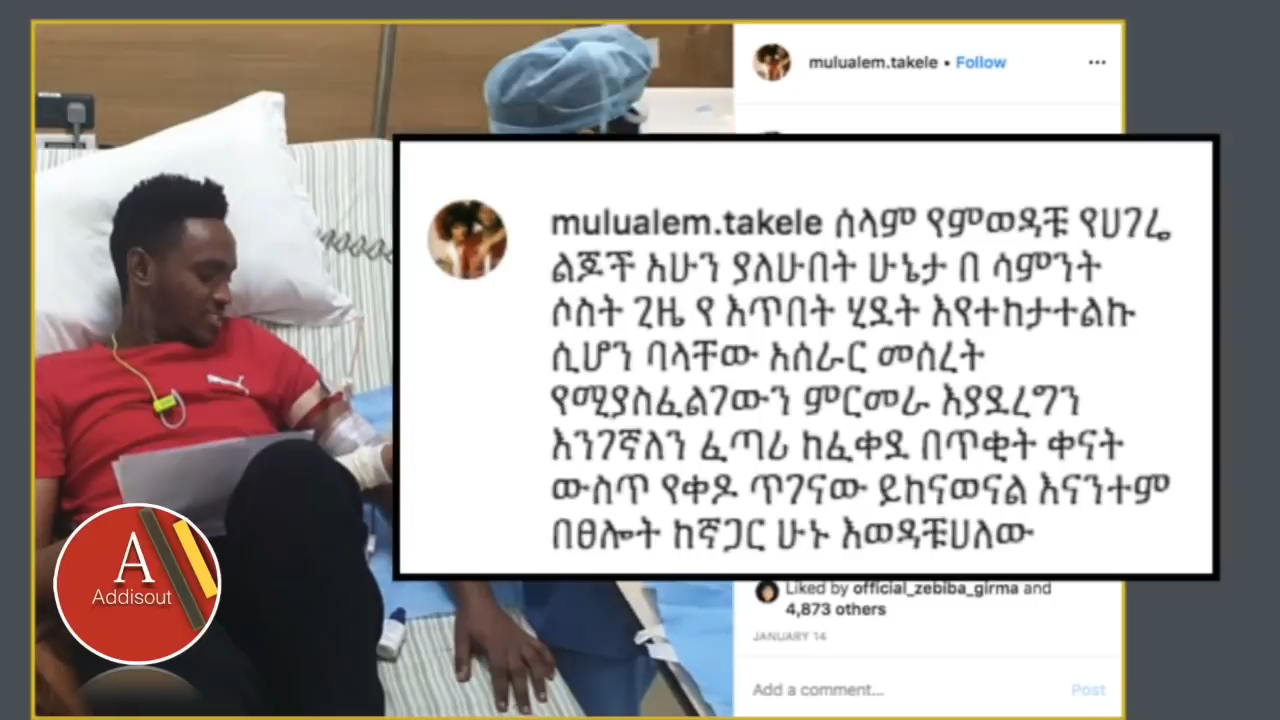 mulualem.takele • Follow
mulualem.takele ሰላም የምወዳቹ የሀገሬ
ልጆች አሁን ያለሁበት ሁኔታ በ ሳምንት
ሶስት ጊዜ የ እጥበት ሂደት እየተከታተልኩ
ሲሆን ባላቸው አሰራር መሰረት
የሚያስፈልገውን ምርመራ እያደረግን
እንገኛለን ፈጣሪ ከፈቀደ በጥቂት ቀናት
ውስጥ የቀዶ ጥገናው ይከናወናል እናንተም
በፀሎት ከኛጋር ሁኑ እወዳቹሀለው
Liked by official_zebiba_girma and
4,873 others
JANUARY 14
Add a comment... Post
A
Addisout